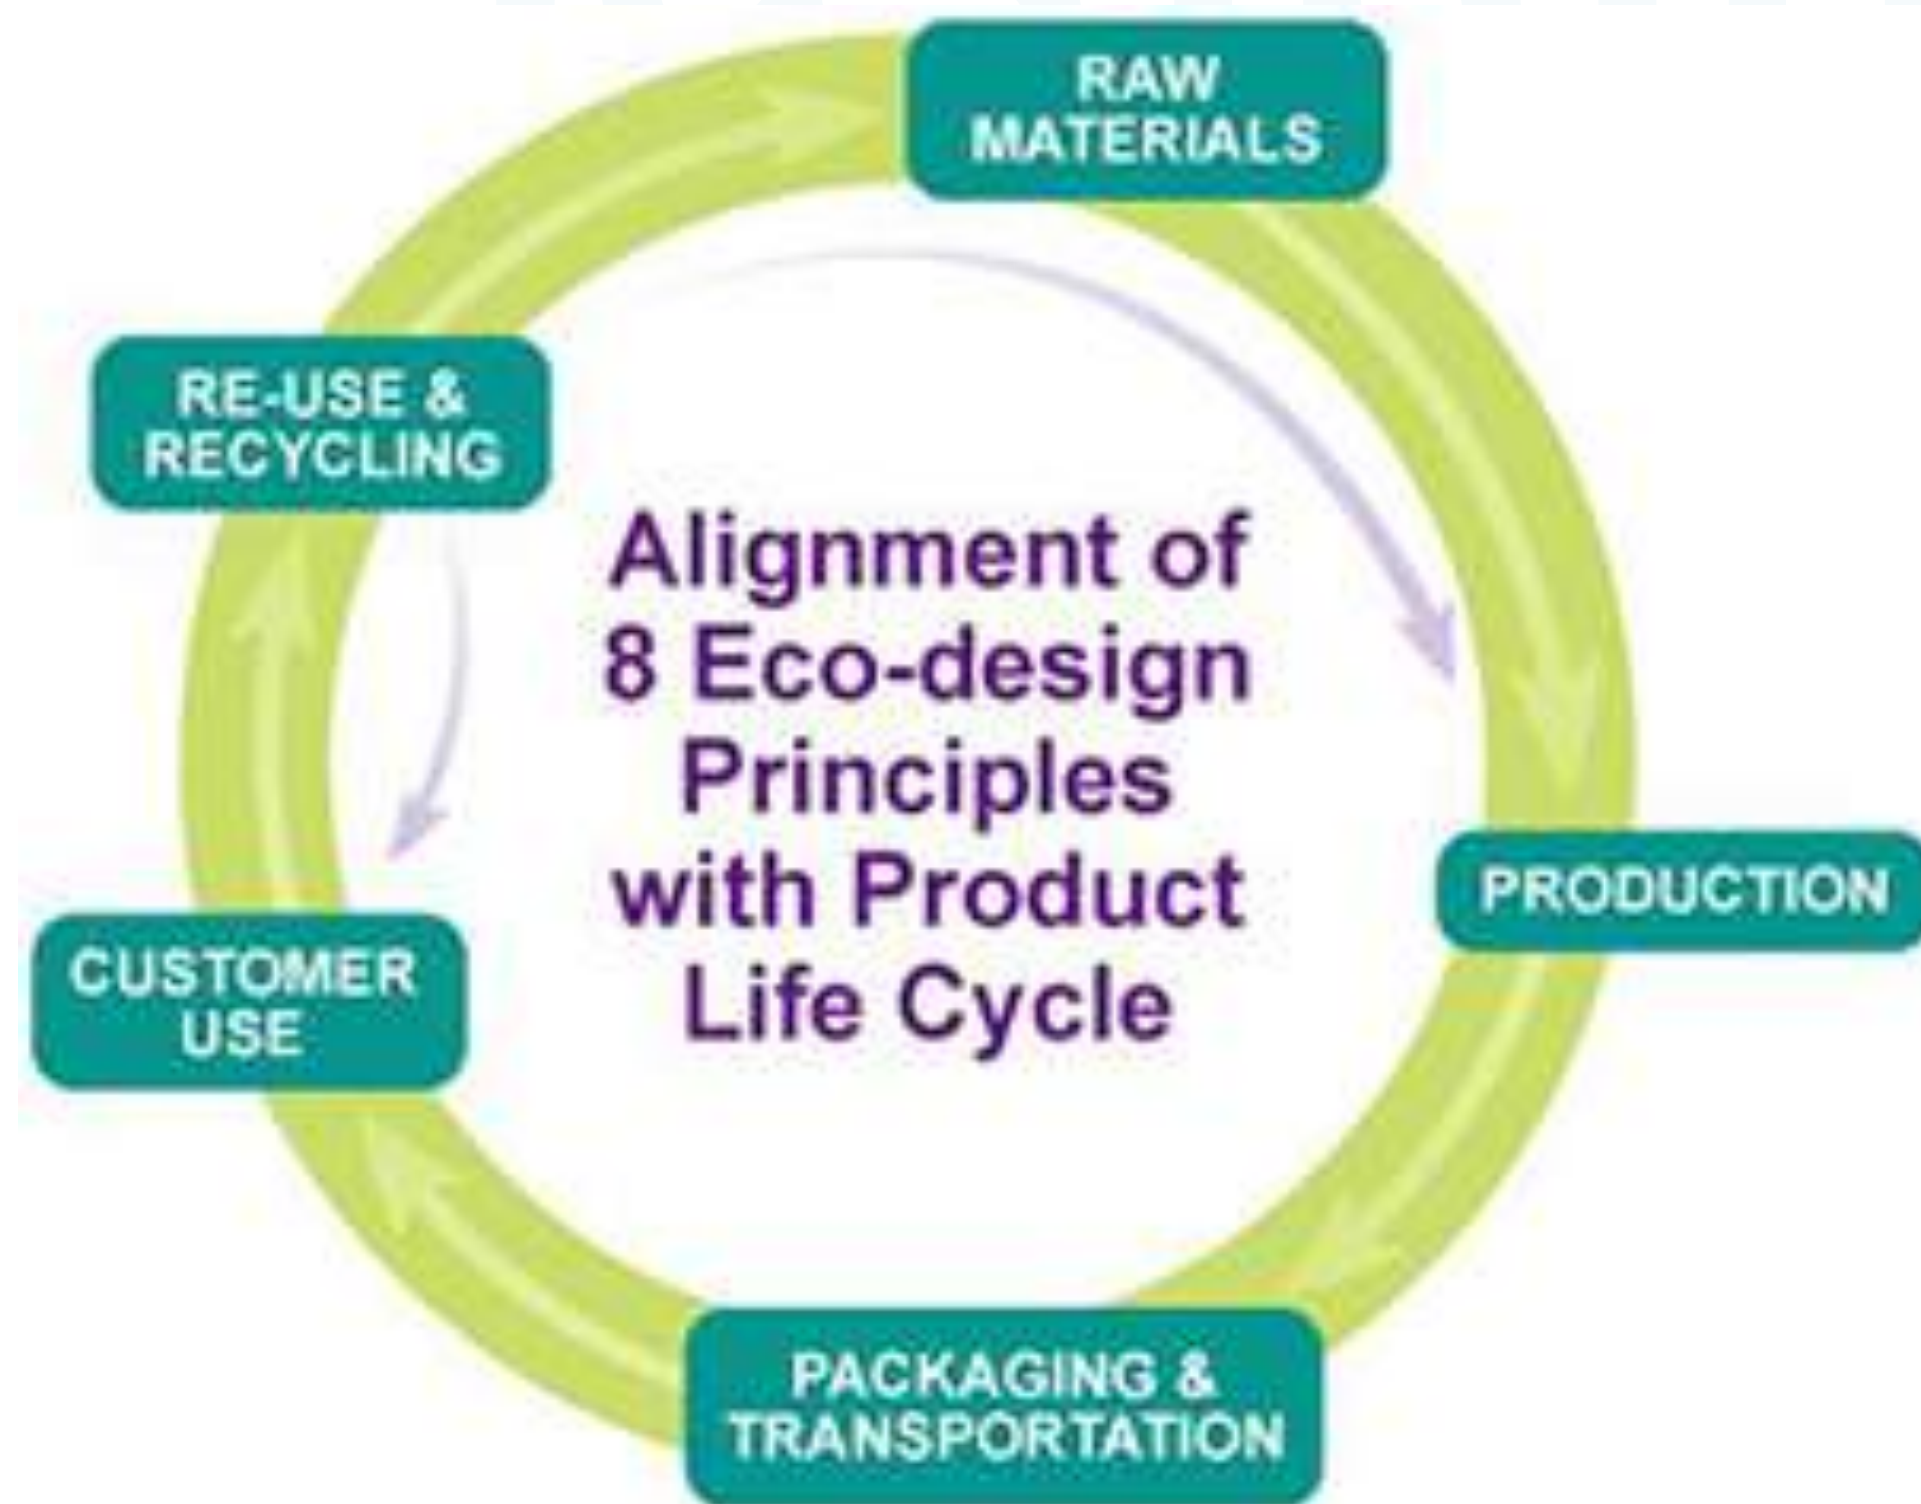 RAW
MATERIALS
RE-USE &
RECYCLING
Alignment of
8 Eco-design
Principles
with Product
Life Cycle
PRODUCTION
CUSTOMER
USE
PACKAGING &
TRANSPORTATION